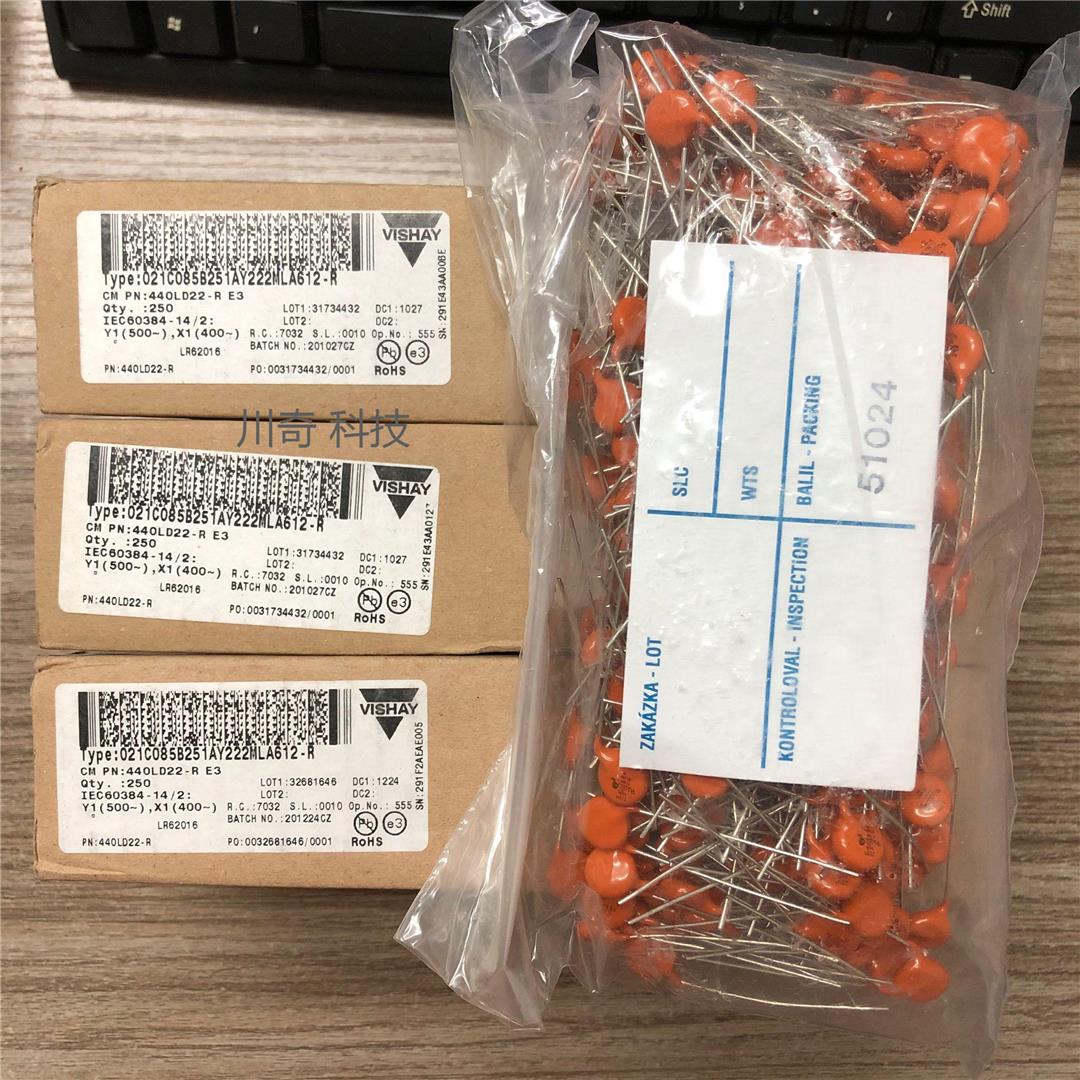 Shift
VISHAY
Type:021C085B251AY222MLA612-R
CM PN:440LD22-R E3
Qty. :250
LOT1:31734432 DC1:1027
IEC60384-14/2:
LOT2: DC2:
Y1(500~),X1(400~)
R.C.:7032 S.L.:0010 Op.No.: 555
BATCH NO.:201027CZ
LR62016
Pb e3
RoHS
PN:440LD22-R
PO:0031734432/0001
SN:291E43AA00BE
川奇 科技
VISHAY
Type:021C085B251AY222MLA612-R
CM PN:440LD22-R E3
Qty. :250
LOT1:31734432 DC1:1027
IEC60384-14/2:
LOT2: DC2:
Y1(500~),X1(400~)
R.C.:7032 S.L.:0010 Op.No.: 555
BATCH NO.:201027CZ
LR62016
Pb e3
RoHS
PN:440LD22-R
PO:0031734432/0001
SN:291E43AA0127
VISHAY
Type:021C085B251AY222MLA612-R
CM PN:440LD22-R E3
Qty. :250
LOT1:32681646 DC1:1224
IEC60384-14/2:
LOT2: DC2:
Y1(500~),X1(400~)
R.C.:7032 S.L.:0010 Op.No.: 555
BATCH NO.:201224CZ
LR62016
Pb e3
RoHS
PN:440LD22-R
PO:0032681646/0001
SN:291F2AEAE005
SLC
WTS
BALIL - PACKING
51024
ZAKÁZKA - LOT
KONTROLOVAL - INSPECTiON